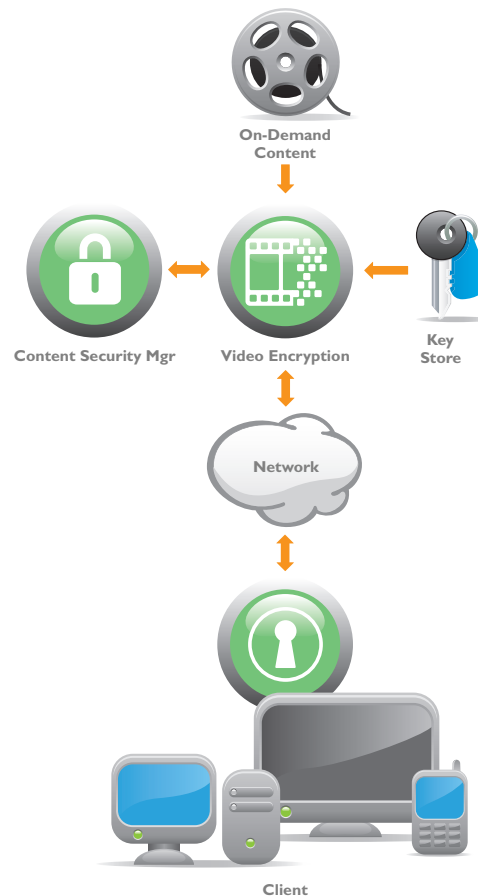 On-Demand
Content
Content Security Mgr
Video Encryption
Key
Store
Network
Client